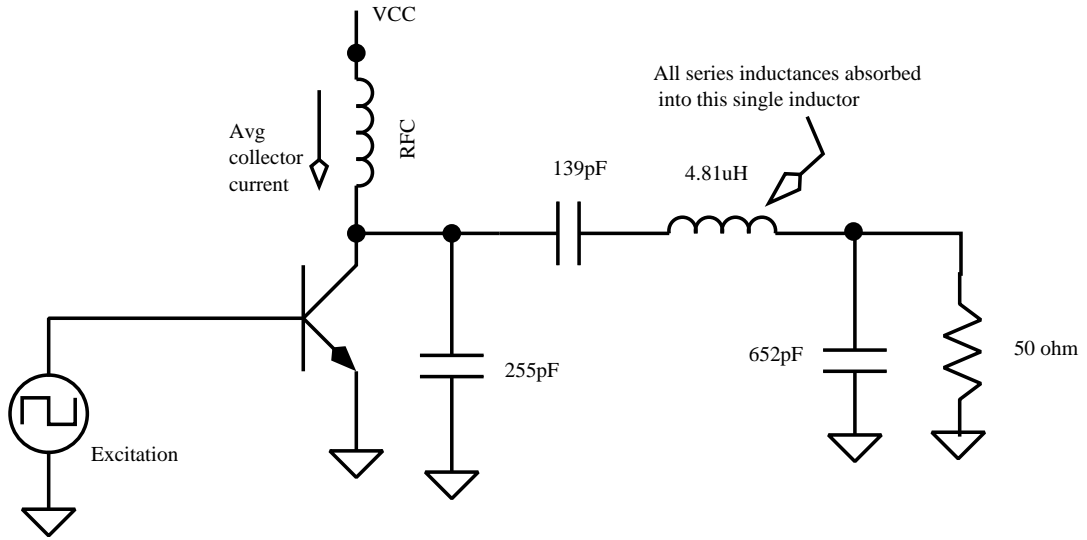 VCC
All series inductances absorbed
into this single inductor
Avg
collector
current
RFC
139pF
4.81uH
255pF
652pF
50 ohm
Excitation